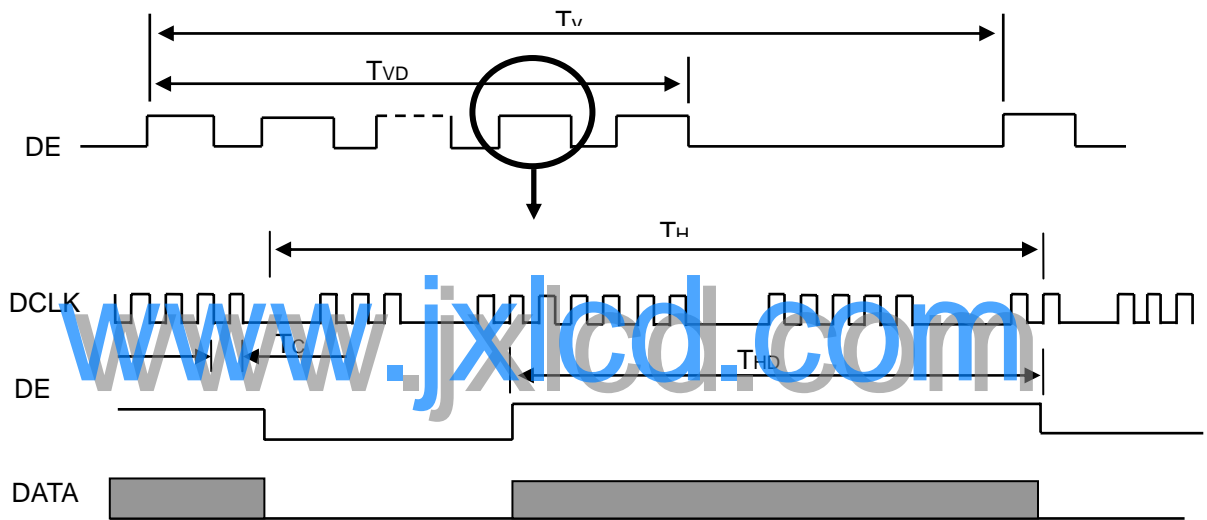 TV
TVD
DE
TH
DCLK
www.jxlcd.com
TC
THD
DE
DATA